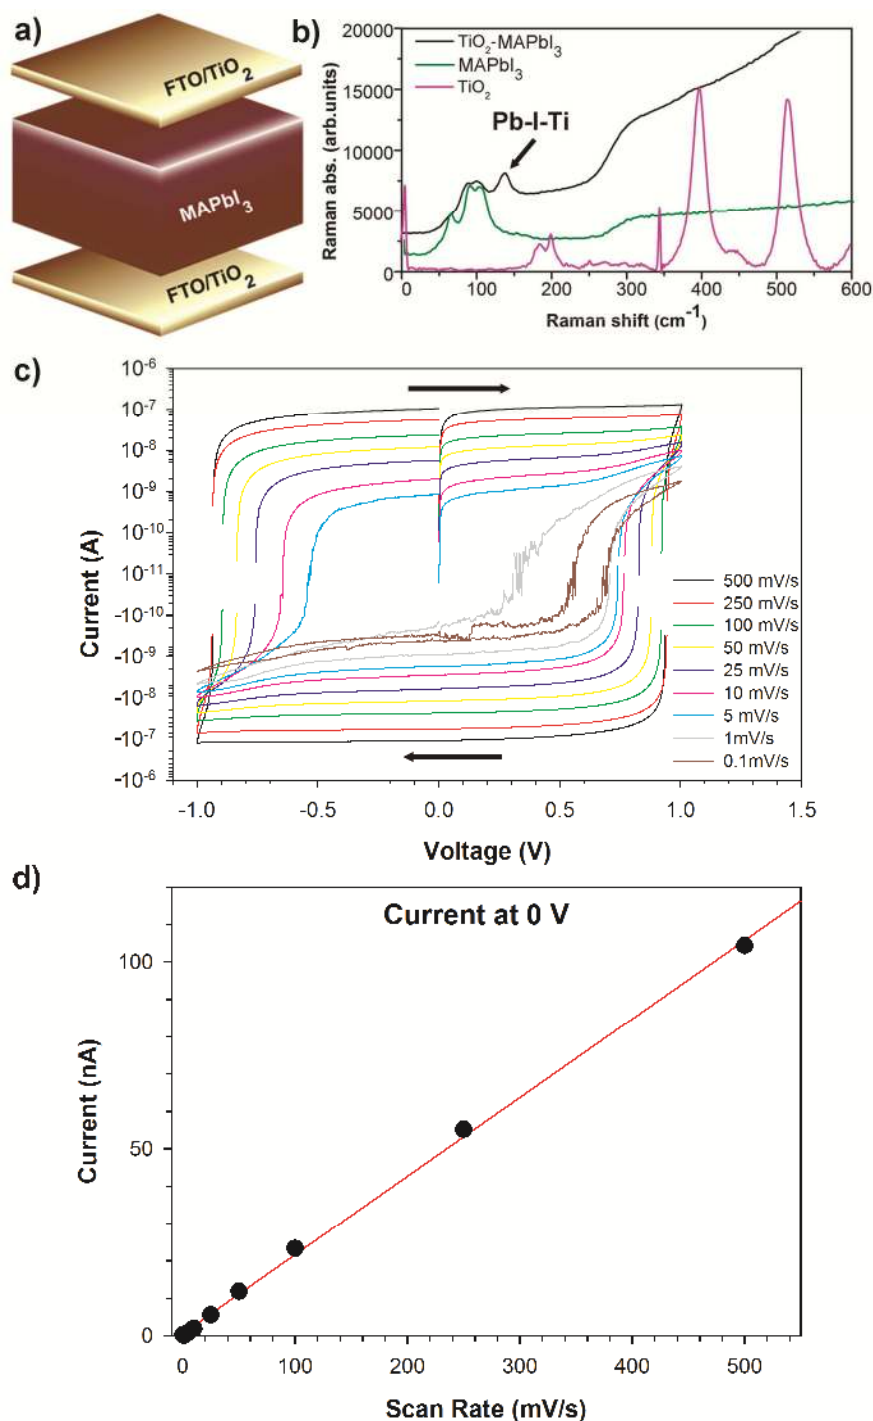 a)
FTO/TiO₂
MAPbI₃
FTO/TiO₂
b)
20000
15000
10000
5000
0
Raman abs. (arb.units)
TiO₂-MAPbI₃
MAPbI₃
TiO₂
Pb-I-Ti
0 100 200 300 400 500 600
Raman shift (cm⁻¹)
c)
10⁻⁶
10⁻⁷
10⁻⁸
10⁻⁹
10⁻¹⁰
10⁻¹¹
-10⁻¹⁰
-10⁻⁹
-10⁻⁸
-10⁻⁷
-10⁻⁶
Current (A)
500 mV/s
250 mV/s
100 mV/s
50 mV/s
25 mV/s
10 mV/s
5 mV/s
1mV/s
0.1mV/s
-1.0 -0.5 0.0 0.5 1.0 1.5
Voltage (V)
d)
Current at 0 V
100
50
0
Current (nA)
0 100 200 300 400 500
Scan Rate (mV/s)